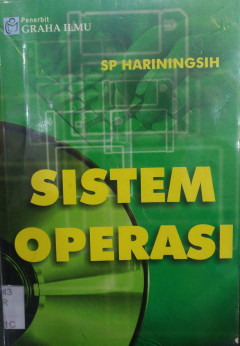 Penerbit
GRAHA ILMU
SP HARININGSIH
SISTEM
OPERASI